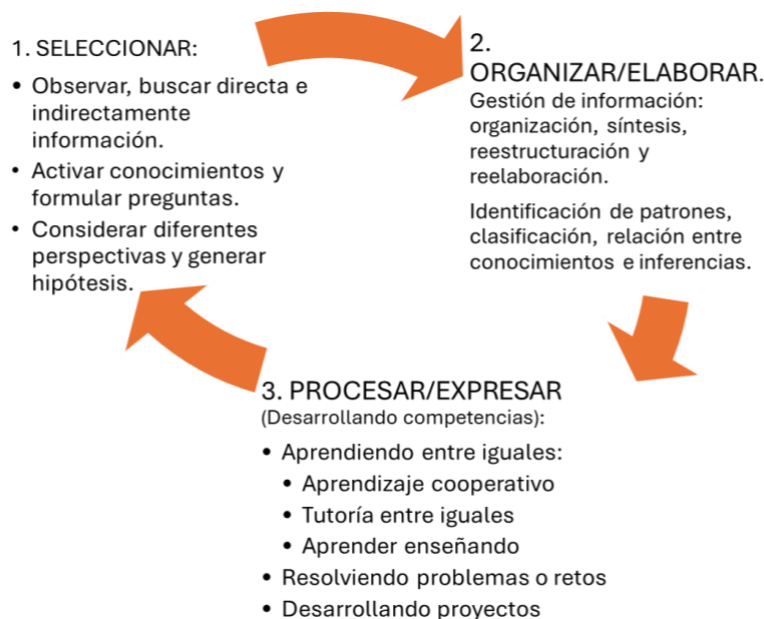 1. SELECCIONAR:
• Observar, buscar directa e
indirectamente
información.
• Activar conocimientos y
formular preguntas.
• Considerar diferentes
perspectivas y generar
hipótesis.
2.
ORGANIZAR/ELABORAR.
Gestión de información:
organización, síntesis,
reestructuración y
reelaboración.
Identificación de patrones,
clasificación, relación entre
conocimientos e inferencias.
3. PROCESAR/EXPRESAR
(Desarrollando competencias):
• Aprendiendo entre iguales:
• Aprendizaje cooperativo
• Tutoría entre iguales
• Aprender enseñando
• Resolviendo problemas o retos
• Desarrollando proyectos